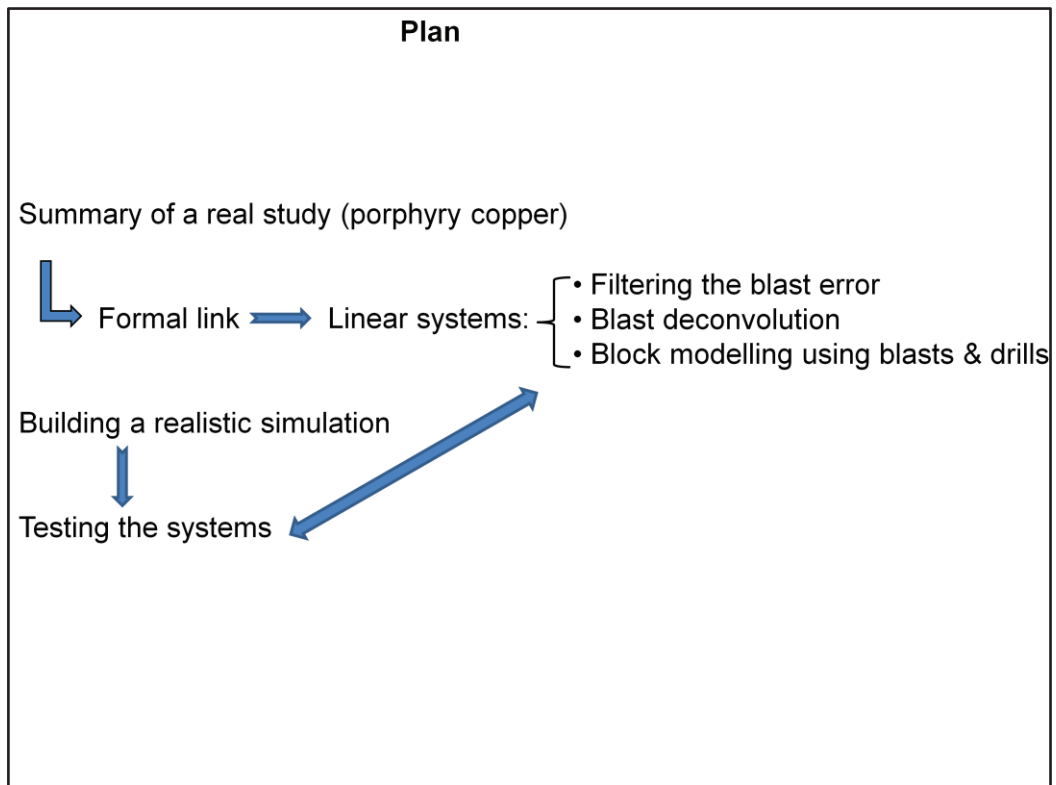 Plan
Summary of a real study (porphyry copper)
Formal link
Linear systems:
• Filtering the blast error
• Blast deconvolution
• Block modelling using blasts & drills
Building a realistic simulation
Testing the systems